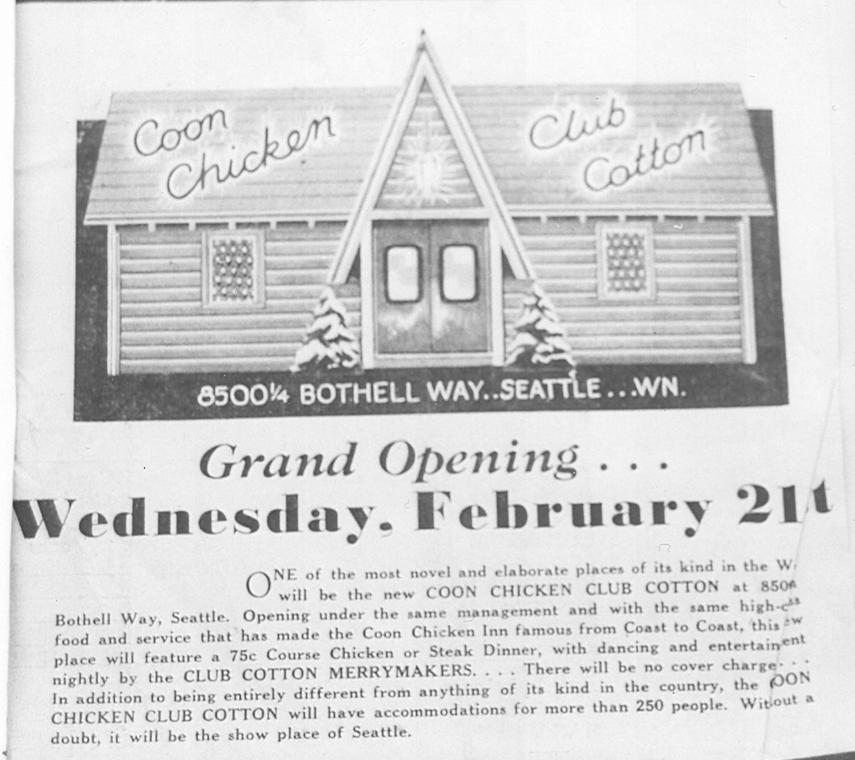 Coon Chicken
Club Cotton
8500¼ BOTHELL WAY..SEATTLE...WN.
Grand Opening . . .
Wednesday, February 21t
ONE of the most novel and elaborate places of its kind in the W
will be the new COON CHICKEN CLUB COTTON at 850
Bothell Way, Seattle. Opening under the same management and with the same high-c
food and service that has made the Coon Chicken Inn famous from Coast to Coast, this
place will feature a 75c Course Chicken or Steak Dinner, with dancing and entertainent
nightly by the CLUB COTTON MERRYMAKERS. . . . There will be no cover charge. . .
In addition to being entirely different from anything of its kind in the country, the OON
CHICKEN CLUB COTTON will have accommodations for more than 250 people. Witout a
doubt, it will be the show place of Seattle.